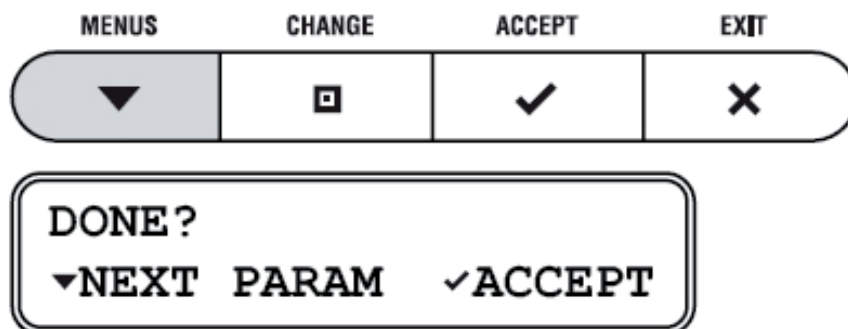 MENUS CHANGE ACCEPT EXIT
DONE?
▼NEXT PARAM ✓ACCEPT